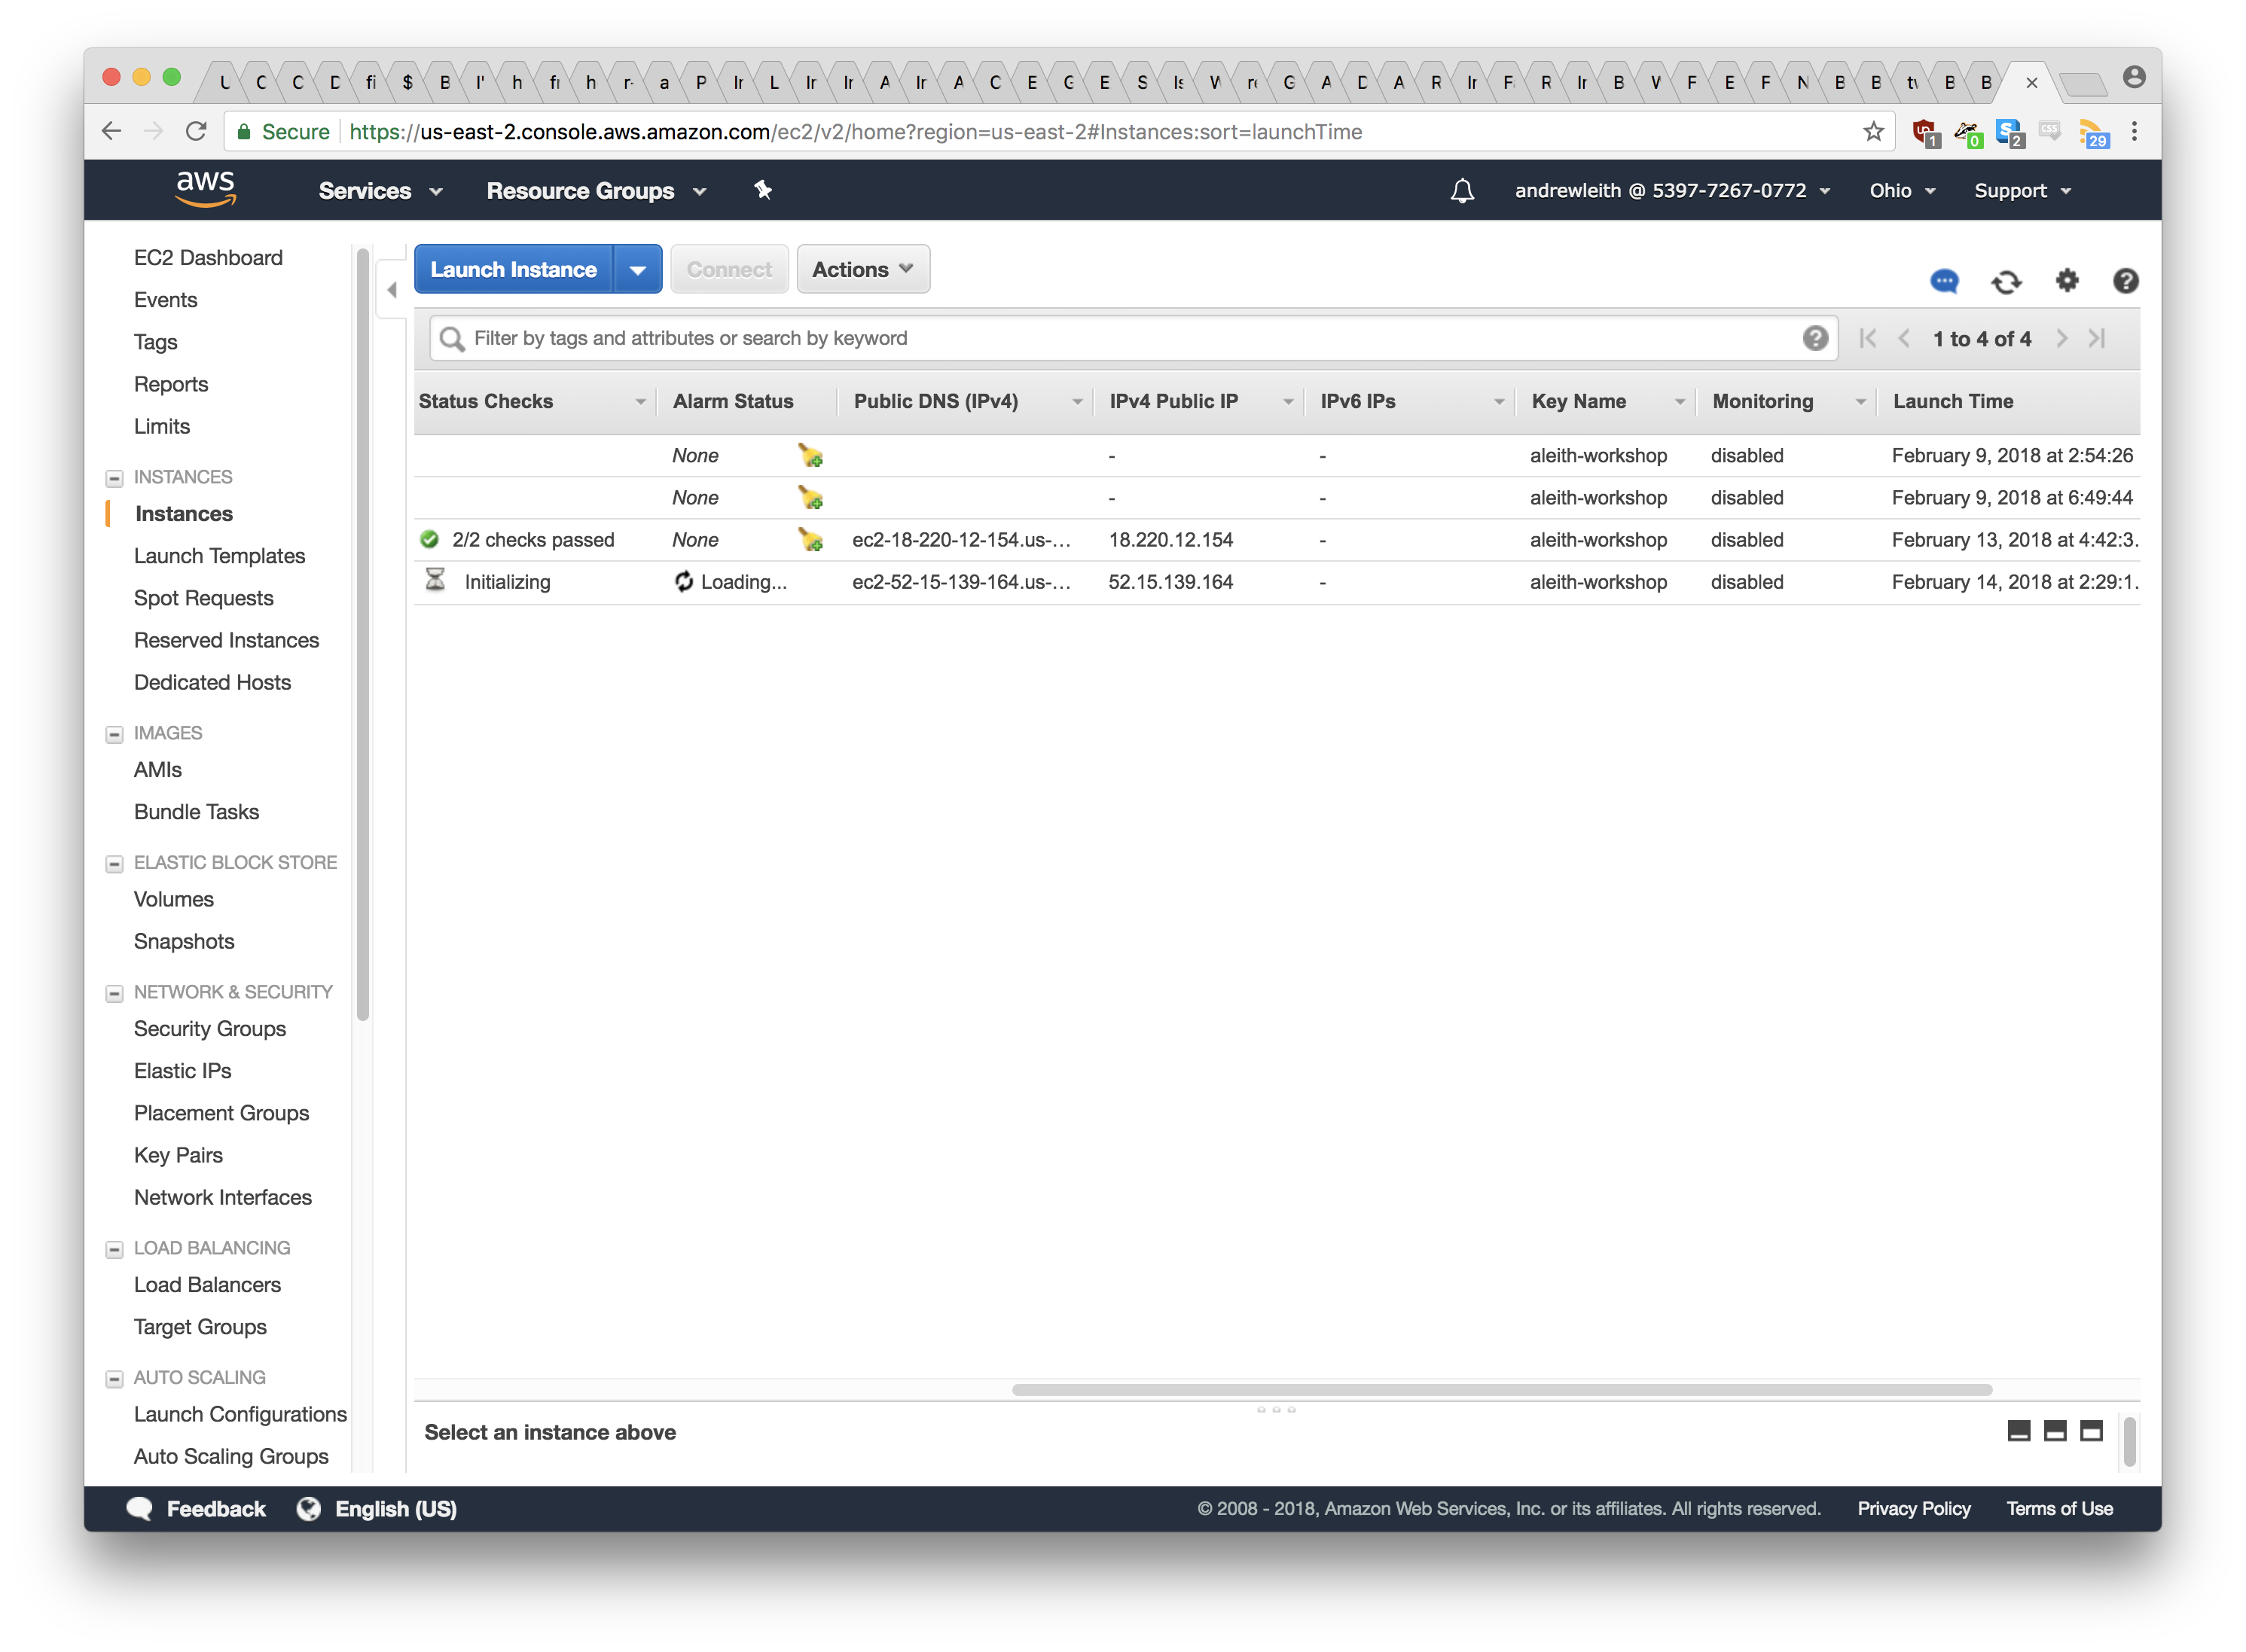 U C C D fi $ B I' h fr h r- a P Ir L Ir Ir A Ir A C E G E S Is W re G A D A R Ir F R Ir B W F E F N B B tv B B
Secure https://us-east-2.console.aws.amazon.com/ec2/v2/home?region=us-east-2#Instances:sort=launchTime 1 0 2 CSS 29
aws Services Resource Groups andrewleith @ 5397-7267-0772 Ohio Support
EC2 Dashboard
Events
Tags
Reports
Limits
INSTANCES
Instances
Launch Templates
Spot Requests
Reserved Instances
Dedicated Hosts
IMAGES
AMIs
Bundle Tasks
ELASTIC BLOCK STORE
Volumes
Snapshots
NETWORK & SECURITY
Security Groups
Elastic IPs
Placement Groups
Key Pairs
Network Interfaces
LOAD BALANCING
Load Balancers
Target Groups
AUTO SCALING
Launch Configurations
Auto Scaling Groups
Launch Instance Connect Actions
Filter by tags and attributes or search by keyword 1 to 4 of 4
Status Checks Alarm Status Public DNS (IPv4) IPv4 Public IP IPv6 IPs Key Name Monitoring Launch Time
None - - aleith-workshop disabled February 9, 2018 at 2:54:26
None - - aleith-workshop disabled February 9, 2018 at 6:49:44
2/2 checks passed None ec2-18-220-12-154.us-... 18.220.12.154 - aleith-workshop disabled February 13, 2018 at 4:42:3.
Initializing Loading... ec2-52-15-139-164.us-... 52.15.139.164 - aleith-workshop disabled February 14, 2018 at 2:29:1.
Select an instance above
Feedback English (US) © 2008 - 2018, Amazon Web Services, Inc. or its affiliates. All rights reserved. Privacy Policy Terms of Use